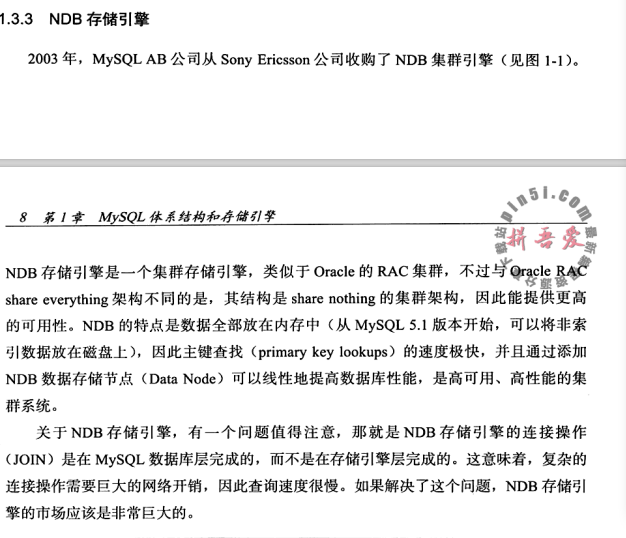 1.3.3 NDB 存储引擎
2003 年，MySQL AB 公司从 Sony Ericsson 公司收购了 NDB 集群引擎（见图 1-1）。
8 第 1 章 MySQL 体系结构和存储引擎
pin5i.com
拼吾爱
NDB 存储引擎是一个集群存储引擎，类似于 Oracle 的 RAC 集群，不过与 Oracle RAC
share everything 架构不同的是，其结构是 share nothing 的集群架构，因此能提供更高
的可用性。NDB 的特点是数据全部放在内存中（从 MySQL 5.1 版本开始，可以将非索
引数据放在磁盘上），因此主键查找（primary key lookups）的速度极快，并且通过添加
NDB 数据存储节点（Data Node）可以线性地提高数据库性能，是高可用、高性能的集
群系统。
关于 NDB 存储引擎，有一个问题值得注意，那就是 NDB 存储引擎的连接操作
（JOIN）是在 MySQL 数据库层完成的，而不是在存储引擎层完成的。这意味着，复杂的
连接操作需要巨大的网络开销，因此查询速度很慢。如果解决了这个问题，NDB 存储引
擎的市场应该是非常巨大的。